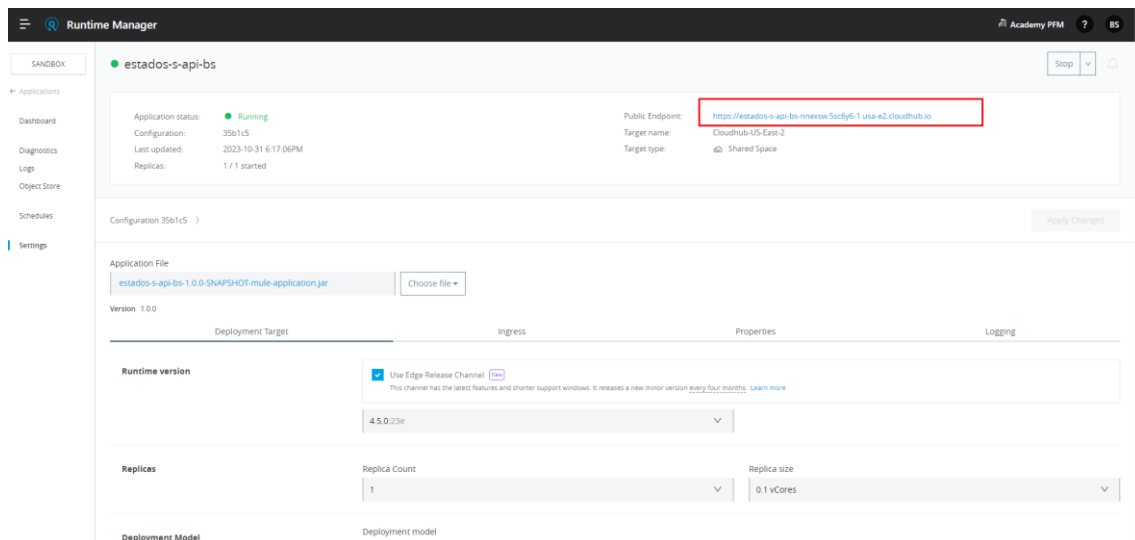 Runtime Manager
Academy PFM ? BS
SANDBOX
estados-s-api-bs
Stop
Applications
Dashboard
Diagnostics
Logs
Object Store
Schedules
Settings
Application status: Running
Configuration: 35b1c5
Last updated: 2023-10-31 6:17:06PM
Replicas: 1 / 1 started
Public Endpoint: https://estados-s-api-bs-nnexsw.5sc6y6-1.usa-e2.cloudhub.io
Target name: Cloudhub-US-East-2
Target type: Shared Space
Configuration 35b1c5
Apply Changes
Application File
estados-s-api-bs-1.0.0-SNAPSHOT-mule-application.jar
Choose file
Version 1.0.0
Deployment Target Ingress Properties Logging
Runtime version
Use Edge Release Channel New
This channel has the latest features and shorter support windows. It releases a new minor version every four months. Learn more
4.5.0:23e
Replicas
Replica Count Replica size
1 0.1 vCores
Deployment Model
Deployment model